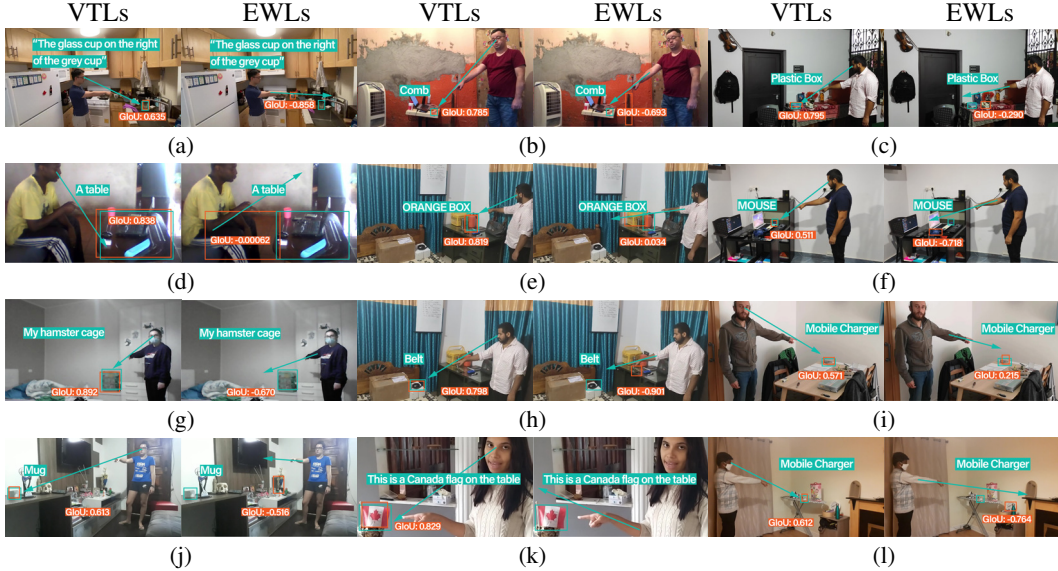 VTLs EWLs VTLs EWLs VTLs EWLs
"The glass cup on the right
of the grey cup"
GIoU: 0.635
"The glass cup on the right
of the grey cup"
GIoU: -0.858
Comb
GIoU: 0.785
Comb
GIoU: -0.693
Plastic Box
GIoU: 0.795
Plastic Box
GIoU: -0.290
(a) (b) (c)
A table
GIoU: 0.838
A table
GIoU: -0.00062
ORANGE BOX
GIoU: 0.819
ORANGE BOX
GIoU: 0.034
MOUSE
GIoU: 0.511
MOUSE
GIoU: -0.718
(d) (e) (f)
My hamster cage
GIoU: 0.892
My hamster cage
GIoU: -0.670
Belt
GIoU: 0.798
Belt
GIoU: -0.901
Mobile Charger
GIoU: 0.571
Mobile Charger
GIoU: 0.215
(g) (h) (i)
Mug
GIoU: 0.613
Mug
GIoU: -0.516
This is a Canada flag on the table
GIoU: 0.829
This is a Canada flag on the table
Mobile Charger
GIoU: 0.612
Mobile Charger
GIoU: -0.764
(j) (k) (l)